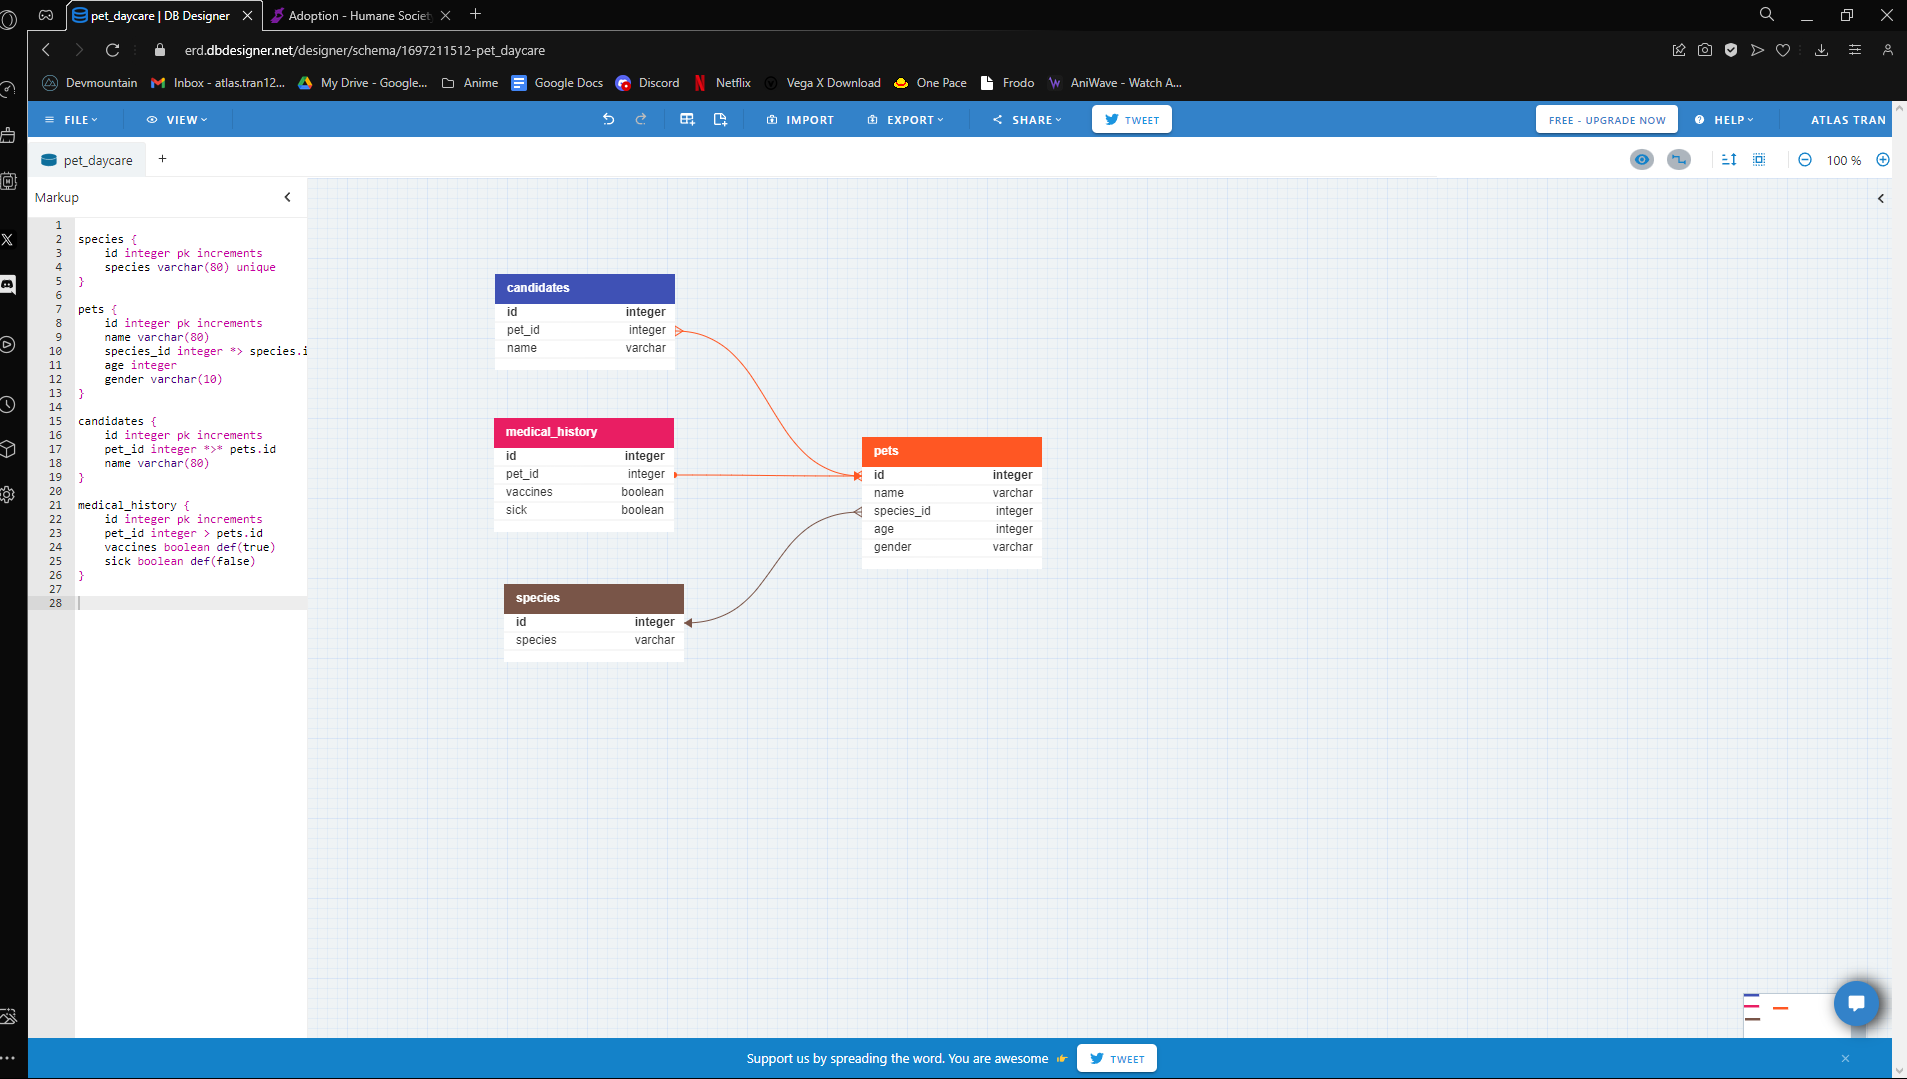 pet_daycare | DB Designer
Adoption - Humane Societ
erd.dbdesigner.net/designer/schema/1697211512-pet_daycare
Devmountain
Inbox - atlas.tran12...
My Drive - Google...
Anime
Google Docs
Discord
Netflix
Vega X Download
One Pace
Frodo
AniWave - Watch A...
FILE
VIEW
IMPORT
EXPORT
SHARE
TWEET
FREE - UPGRADE NOW
HELP
ATLAS TRAN
pet_daycare
100 %
Markup
1
2 species {
3 id integer pk increments
4 species varchar(80) unique
5 }
6
7 pets {
8 id integer pk increments
9 name varchar(80)
10 species_id integer *> species.i
11 age integer
12 gender varchar(10)
13 }
14
15 candidates {
16 id integer pk increments
17 pet_id integer *>* pets.id
18 name varchar(80)
19 }
20
21 medical_history {
22 id integer pk increments
23 pet_id integer > pets.id
24 vaccines boolean def(true)
25 sick boolean def(false)
26 }
27
28
candidates
id integer
pet_id integer
name varchar
medical_history
id integer
pet_id integer
vaccines boolean
sick boolean
pets
id integer
name varchar
species_id integer
age integer
gender varchar
species
id integer
species varchar
Support us by spreading the word. You are awesome 👉
TWEET